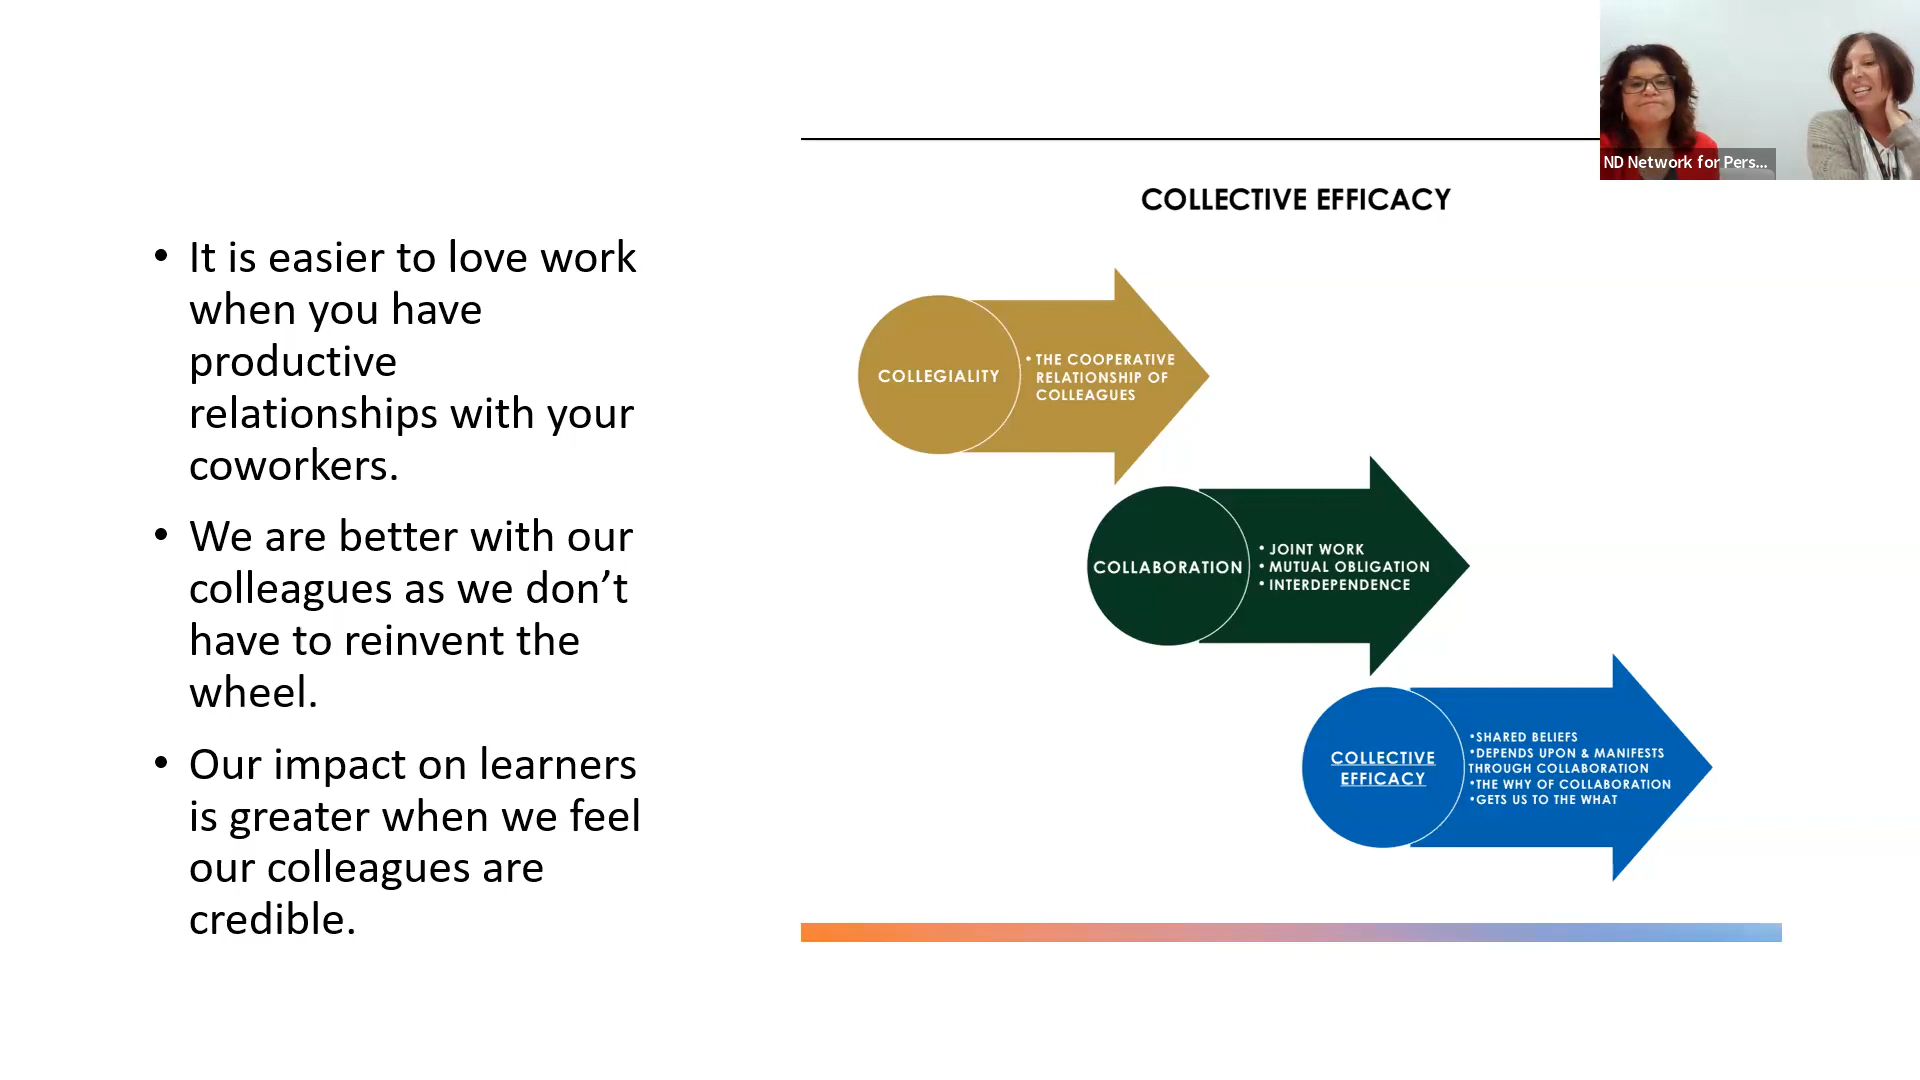 • It is easier to love work
when you have
productive
relationships with your
coworkers.
• We are better with our
colleagues as we don’t
have to reinvent the
wheel.
• Our impact on learners
is greater when we feel
our colleagues are
credible.
COLLECTIVE EFFICACY
COLLEGIALITY
• THE COOPERATIVE
RELATIONSHIP OF
COLLEAGUES
COLLABORATION
• JOINT WORK
• MUTUAL OBLIGATION
• INTERDEPENDENCE
COLLECTIVE
EFFICACY
•SHARED BELIEFS
•DEPENDS UPON & MANIFESTS
THROUGH COLLABORATION
•THE WHY OF COLLABORATION
•GETS US TO THE WHAT
ND Network for Pers...